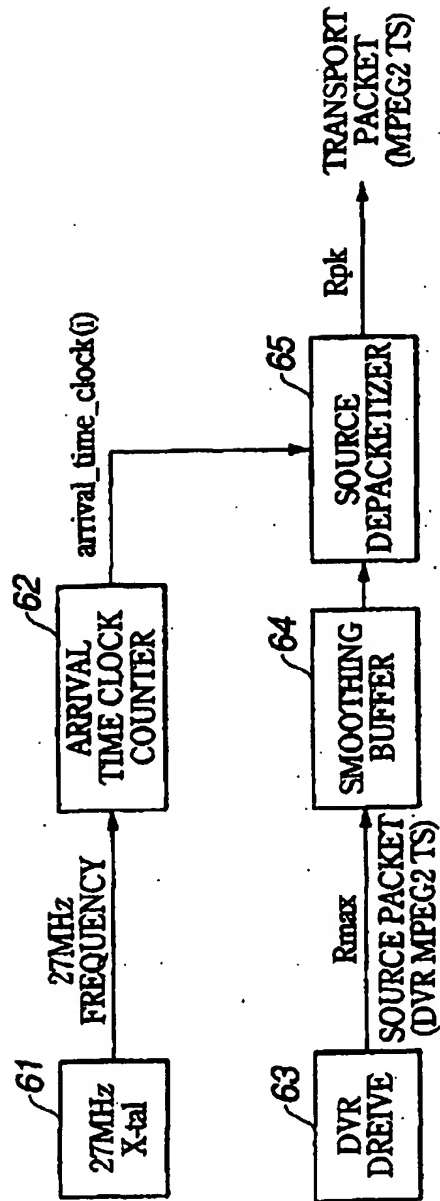 61
27MHz
X-tal
27MHz
FREQUENCY
62
ARRIVAL
TIME CLOCK
COUNTER
arrival_time_clock(i)
63
DVR
DREIVE
Rmax
SOURCE PACKET
(DVR MPEG2 TS)
64
SMOOTHING
BUFFER
65
SOURCE
DEPACKETIZER
Rpk
TRANSPORT
PACKET
(MPEG2 TS)